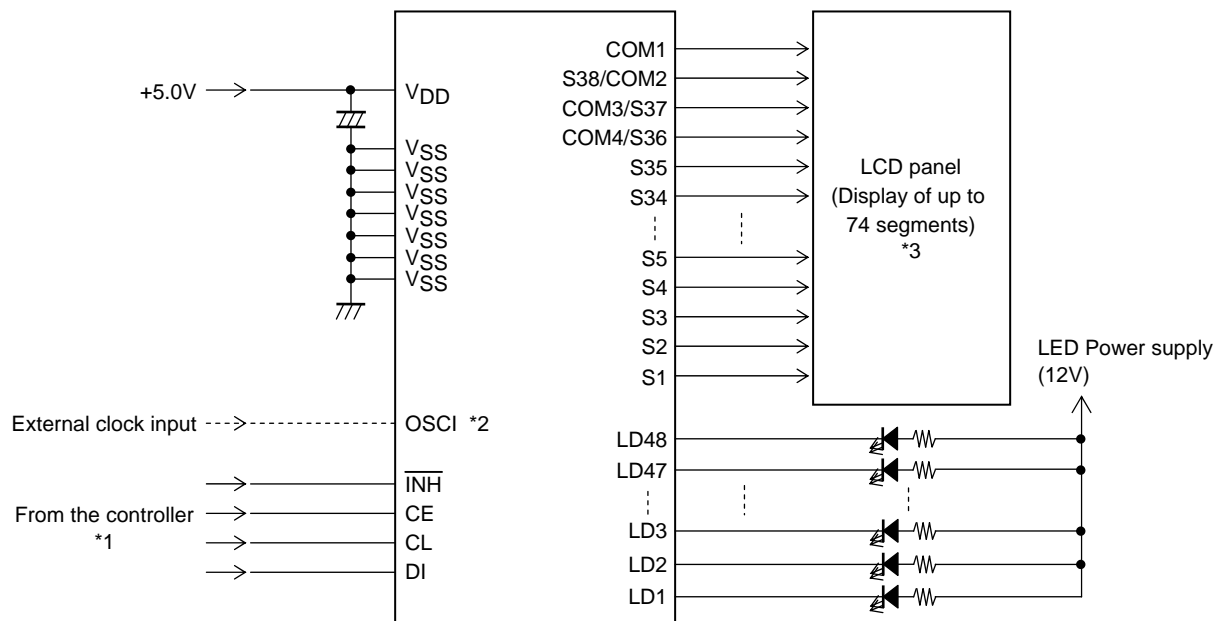 +5.0V
VDD
VSS
VSS
VSS
VSS
VSS
VSS
VSS
External clock input
OSCI *2
From the controller
*1
INH
CE
CL
DI
COM1
S38/COM2
COM3/S37
COM4/S36
S35
S34
S5
S4
S3
S2
S1
LCD panel
(Display of up to
74 segments)
*3
LED Power supply
(12V)
LD48
LD47
LD3
LD2
LD1